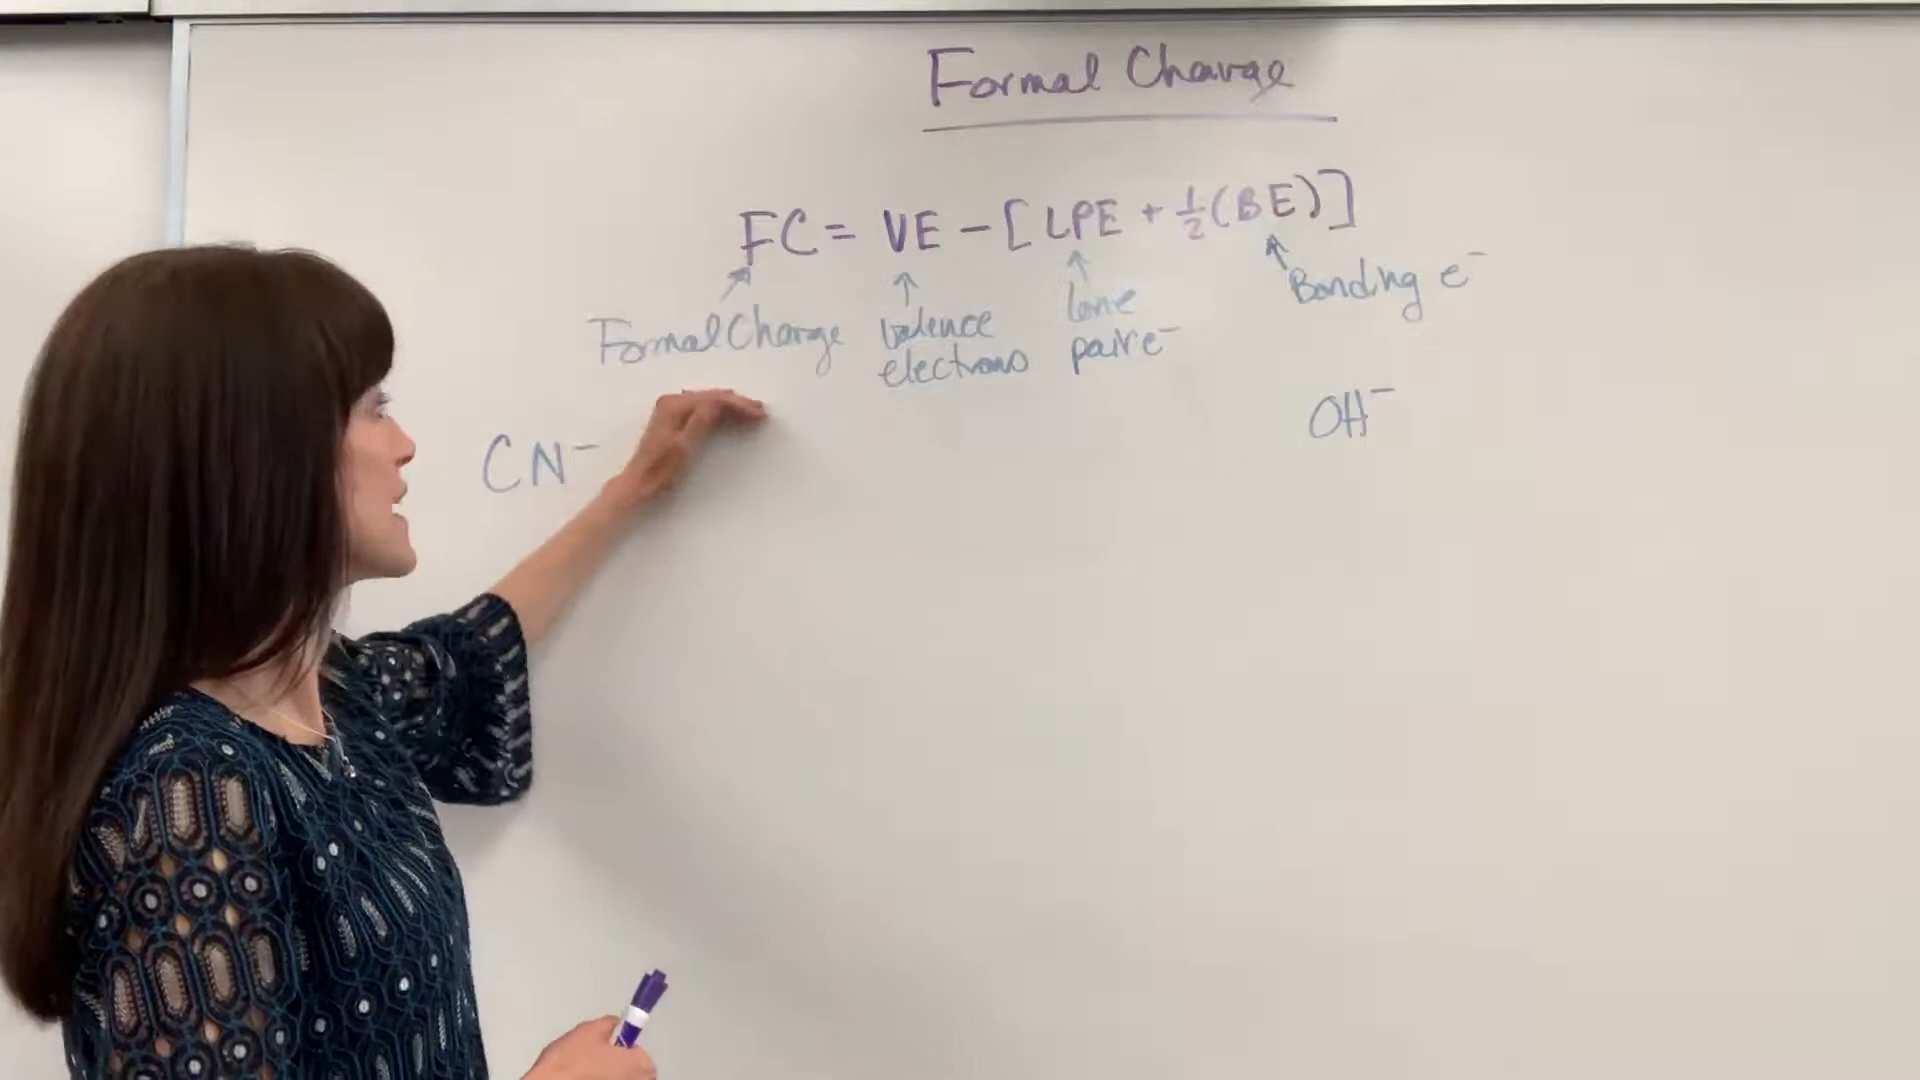 Formal Charge
FC = VE - [LPE + 1/2 (BE)]
Formal Charge
valence
electrons
lone
pair e⁻
Bonding e⁻
CN⁻
OH⁻